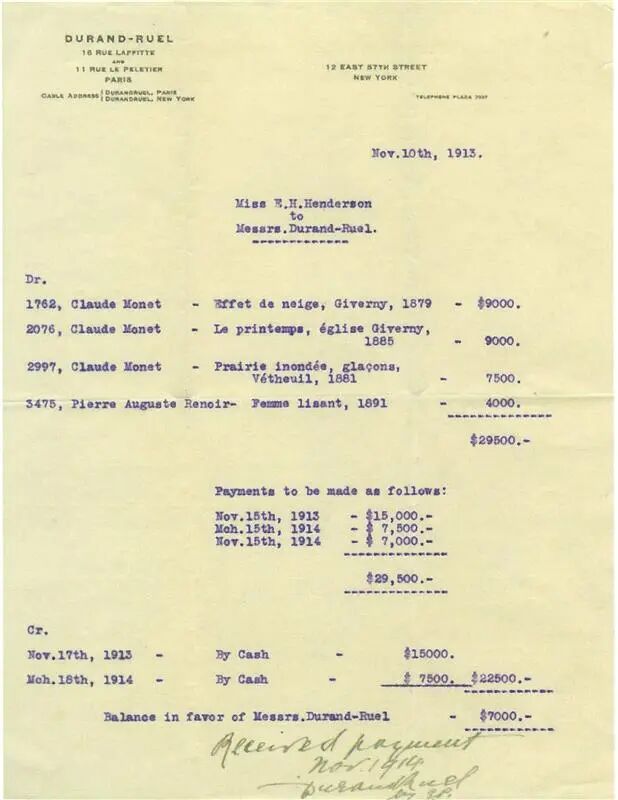 DURAND-RUEL
16 RUE LAFFITTE
AND
11 RUE LE PELETIER
PARIS
CABLE ADDRESS { DURANDRUEL, PARIS
DURANDRUEL, NEW YORK
12 EAST 57TH STREET
NEW YORK
TELEPHONE PLAZA
Nov.10th, 1913.
Miss E.H.Henderson
to
Messrs.Durand-Ruel.
Dr.
1762, Claude Monet - Effet de neige, Giverny, 1879 - $9000.
2076, Claude Monet - Le printemps, église Giverny,
1885 - 9000.
2997, Claude Monet - Prairie inondée, glaçons,
Vétheuil, 1881 - 7500.
3475, Pierre Auguste Renoir- Femme lisant, 1891 - 4000.
$29500.-
Payments to be made as follows:
Nov.15th, 1913 - $15,000.-
Mch.15th, 1914 - $ 7,500.-
Nov.15th, 1914 - $ 7,000.-
$29,500.-
Cr.
Nov.17th, 1913 - By Cash - $15000.
Mch.18th, 1914 - By Cash - $ 7500. $22500.-
Balance in favor of Messrs.Durand-Ruel - $7000.-
Received payment
Nov. 1914
Durand Ruel
by